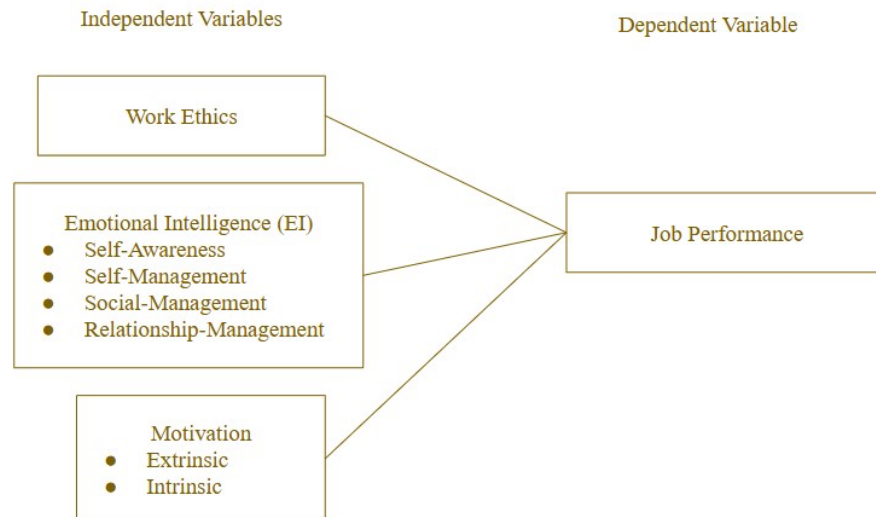 Independent Variables
Dependent Variable
Work Ethics
Emotional Intelligence (EI)
● Self-Awareness
● Self-Management
● Social-Management
● Relationship-Management
Job Performance
Motivation
● Extrinsic
● Intrinsic